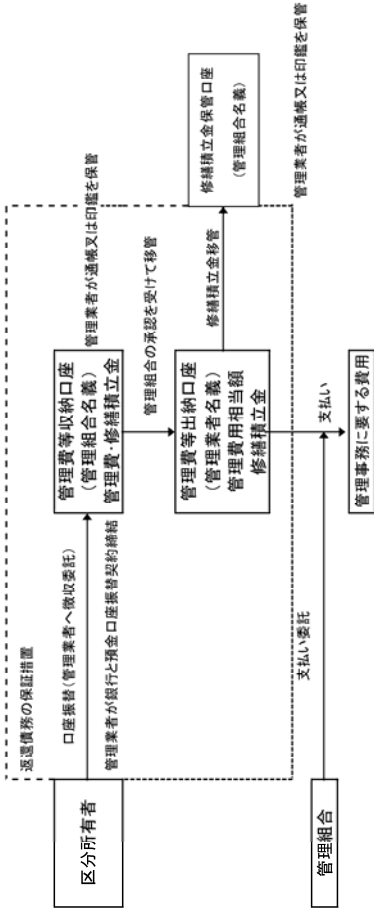 返還債務の保証措置
区分所有者
口座振替(管理業者へ徴収委託)
管理業者が銀行と預金口座振替契約締結
管理費等収納口座
(管理組合名義)
管理費・修繕積立金
管理業者が通帳又は印鑑を保管
管理組合の承認を受けて移管
管理費等出納口座
(管理業者名義)
管理費用相当額
修繕積立金
修繕積立金移管
修繕積立金保管口座
(管理組合名義)
管理業者が通帳又は印鑑を保管
管理組合
支払い委託
支払い
管理事務に要する費用